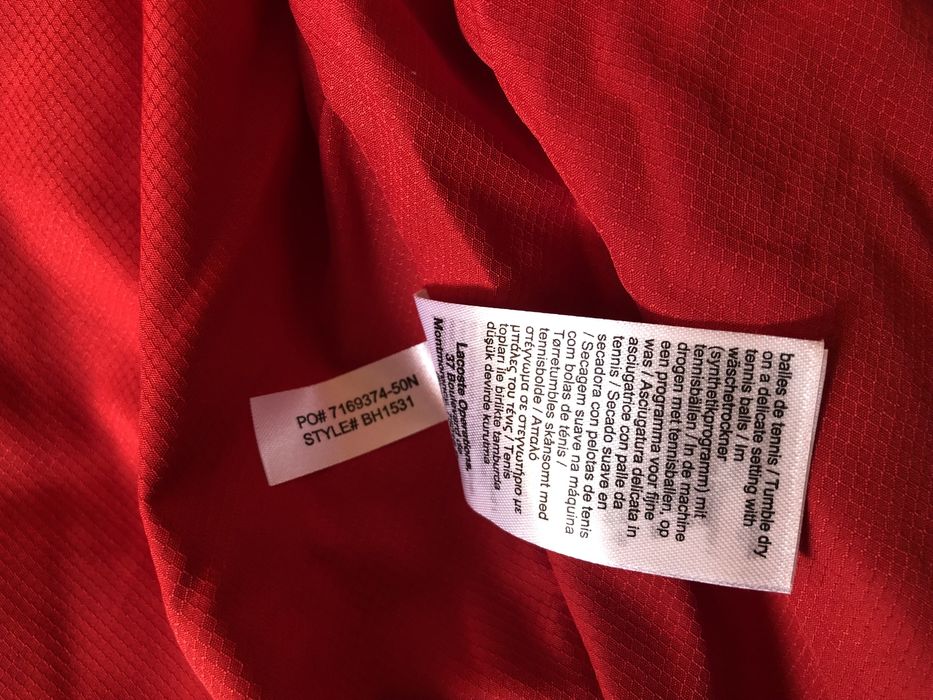 PO# 7169374-50N
STYLE# BH1531
balles de tennis / Tumble dry
on a delicate setting with
tennis balls / Im
wäschetrockner
(synthetikprogramm) mit
tennisballen / In de machine
drogen met tennisballen, op
een programma voor fijne
was / Asciugatura delicata in
asciugatrice con palle da
tennis / Secado suave en
secadora con pelotas de tenis
/ Secagem suave na máquina
com bolas de ténis /
Tørretumbles skånsomt med
tennisbolde / Απαλό
στέγνωμα σε στεγνωτήριο με
μπάλες του τένις / Tenis
topları ile birlikte tamburda
düşük devirde kurutma
Lacoste Operations,
37 Boulevard de